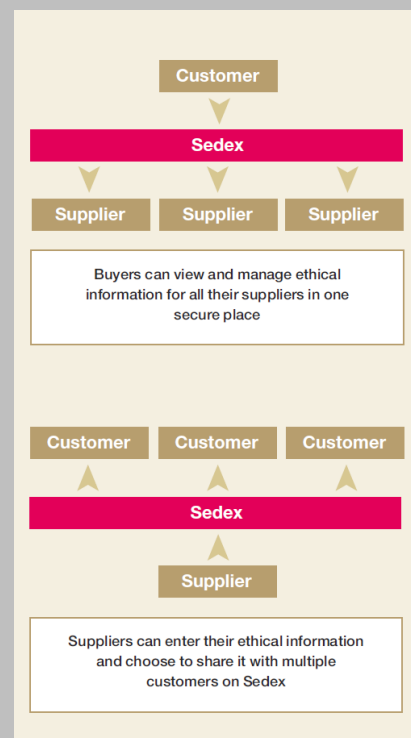 Customer
Sedex
Supplier Supplier Supplier
Buyers can view and manage ethical
information for all their suppliers in one
secure place
Customer Customer Customer
Sedex
Supplier
Suppliers can enter their ethical information
and choose to share it with multiple
customers on Sedex